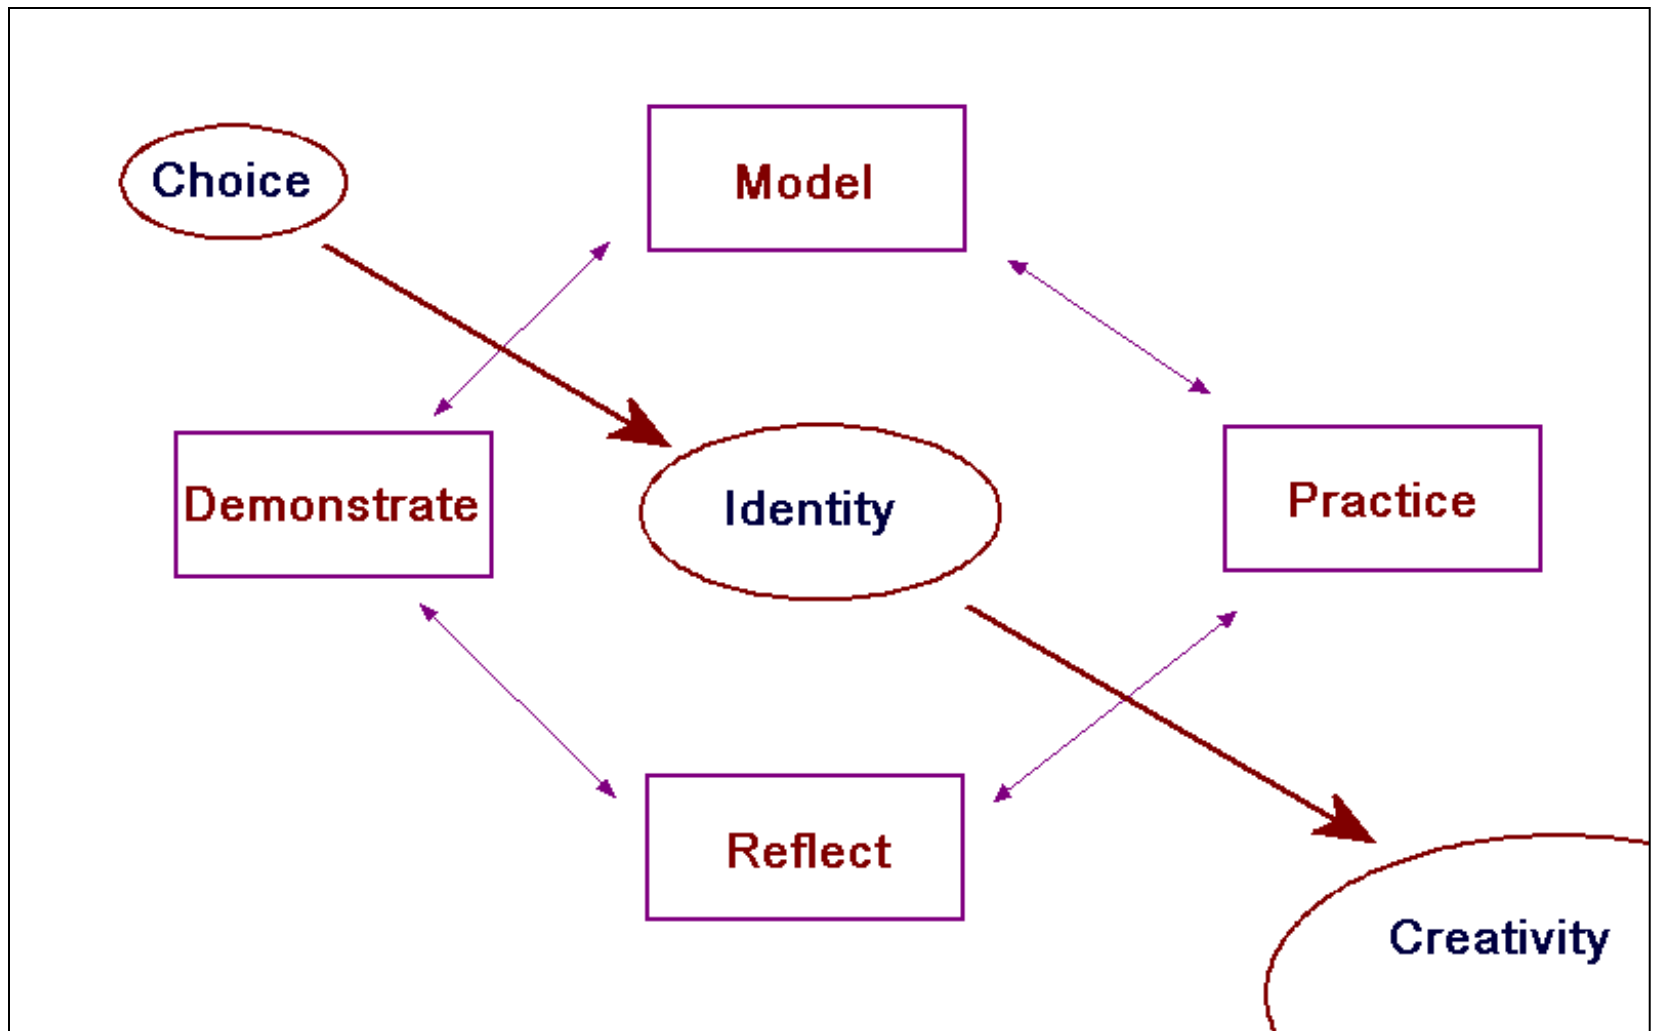 Choice
Model
Demonstrate
Identity
Practice
Reflect
Creativity